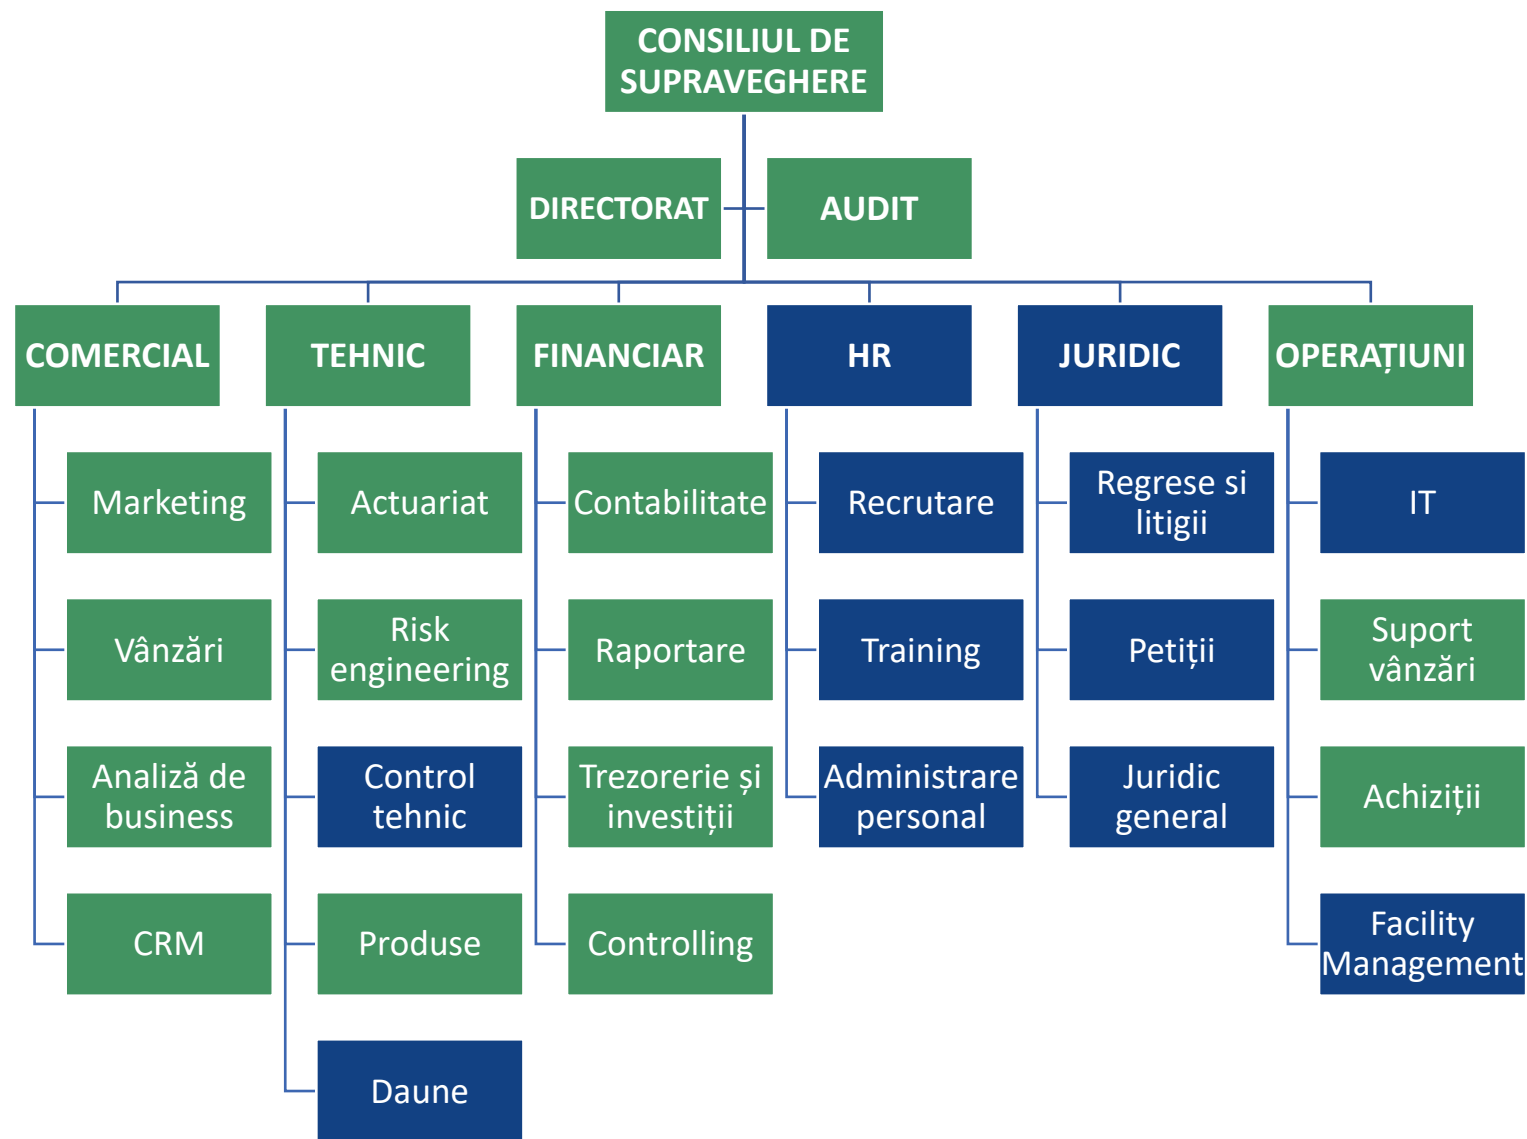 CONSILIUL DE
SUPRAVEGHERE
DIRECTORAT
AUDIT
COMERCIAL
TEHNIC
FINANCIAR
HR
JURIDIC
OPERAȚIUNI
Marketing
Vânzări
Analiză de
business
CRM
Actuariat
Risk
engineering
Control
tehnic
Produse
Daune
Contabilitate
Raportare
Trezorerie și
investiții
Controlling
Recrutare
Training
Administrare
personal
Regrese si
litigii
Petiții
Juridic
general
IT
Suport
vânzări
Achiziții
Facility
Management